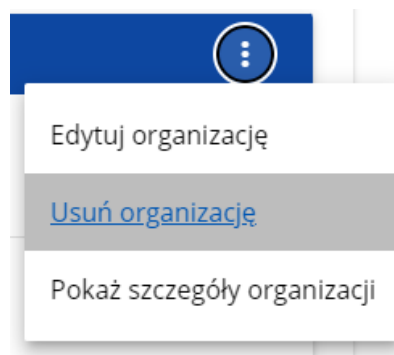 Edytuj organizację
Usuń organizację
Pokaż szczegóły organizacji